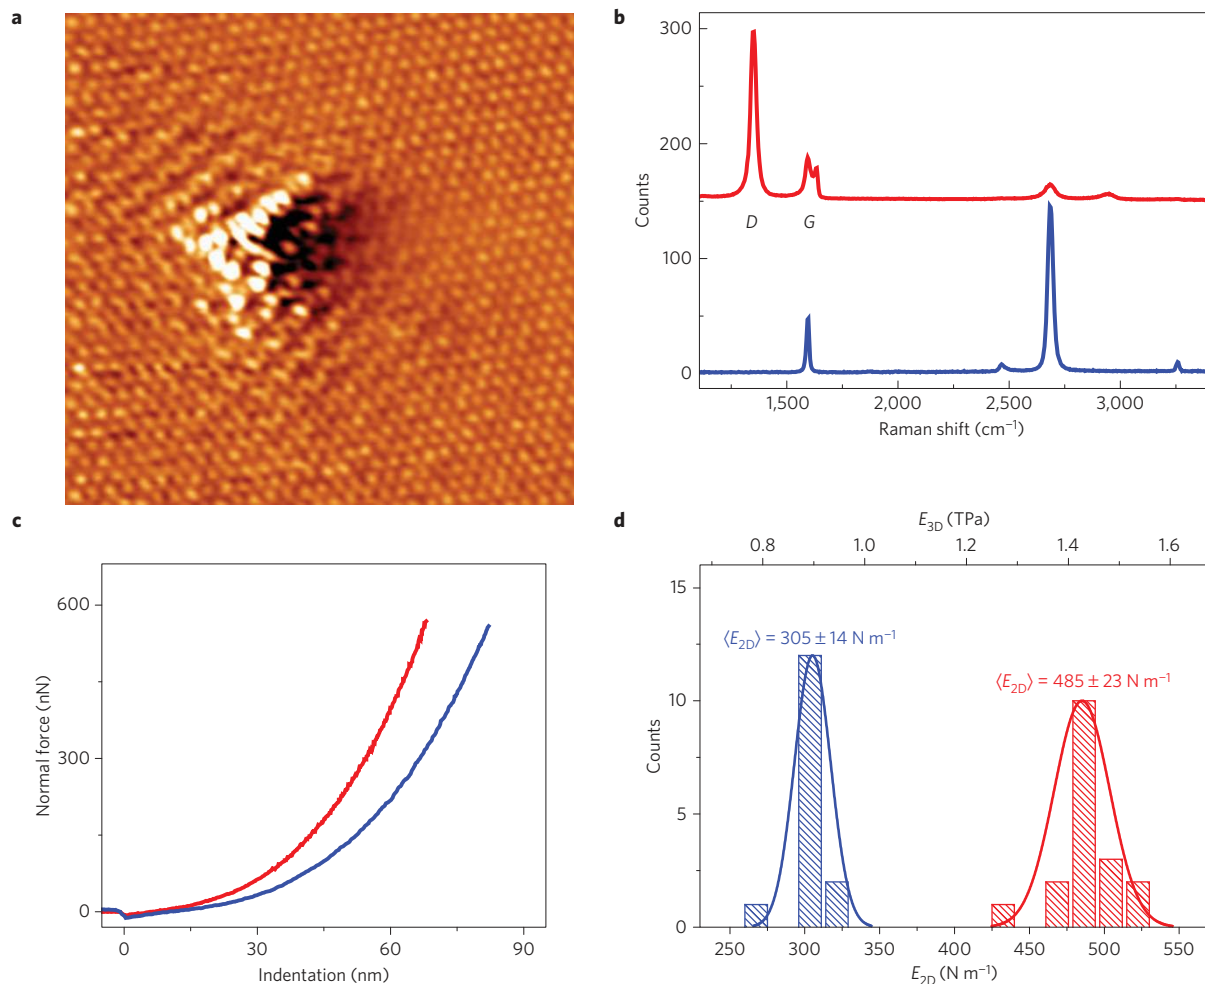 a
b
300
200
100
0
Counts
D
G
1,500
2,000
2,500
3,000
Raman shift (cm⁻¹)
c
600
300
0
Normal force (nN)
0
30
60
90
Indentation (nm)
d
E3D (TPa)
0.8
1.0
1.2
1.4
1.6
15
10
5
0
Counts
⟨E2D⟩ = 305 ± 14 N m⁻¹
⟨E2D⟩ = 485 ± 23 N m⁻¹
250
300
350
400
450
500
550
E2D (N m⁻¹)